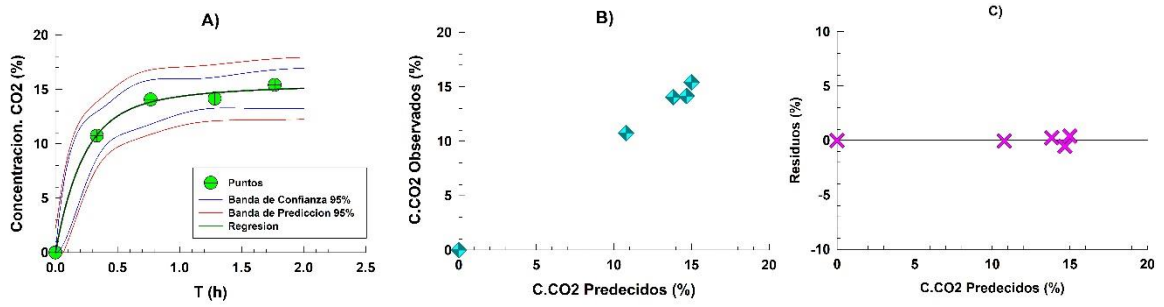 A)
Concentracion. CO2 (%)
20
15
10
5
0
0.0 0.5 1.0 1.5 2.0 2.5
T (h)
Puntos
Banda de Confianza 95%
Banda de Prediccion 95%
Regresion
B)
C.CO2 Observados (%)
20
15
10
5
0
0 5 10 15 20
C.CO2 Predecidos (%)
C)
Residuos (%)
10
5
0
-5
-10
0 5 10 15 20
C.CO2 Predecidos (%)